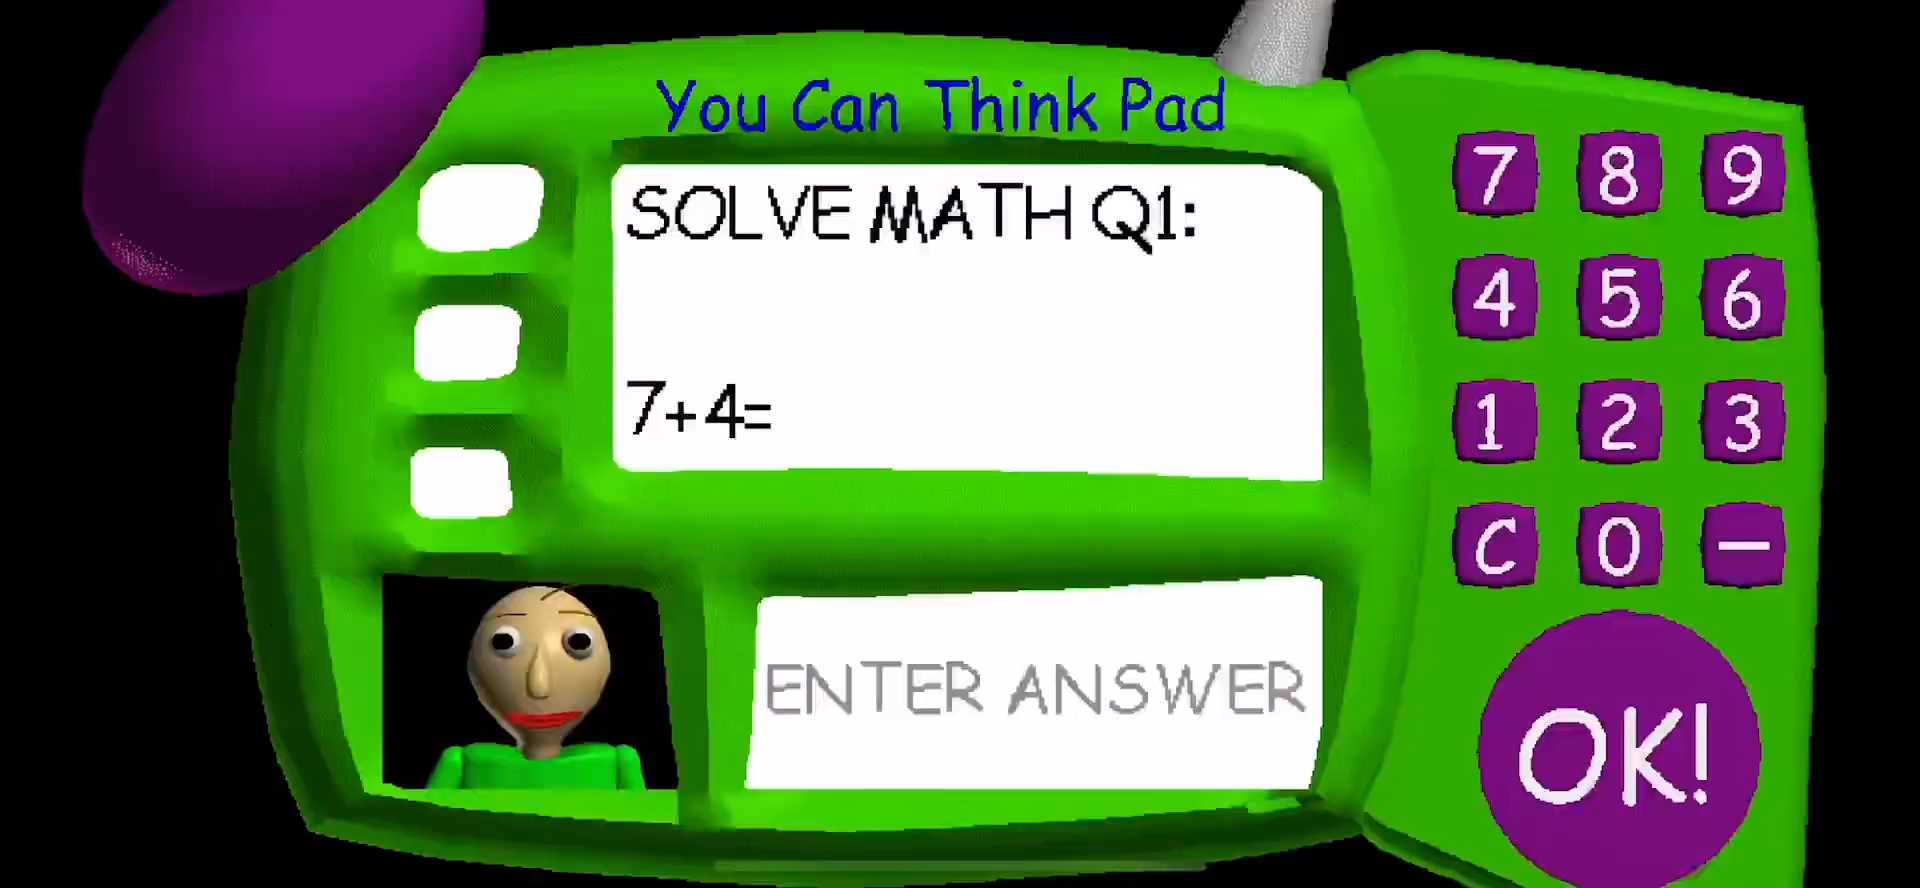 You Can Think Pad
SOLVE MATH Q1:
7+4=
ENTER ANSWER
7 8 9
4 5 6
1 2 3
C 0 −
OK!